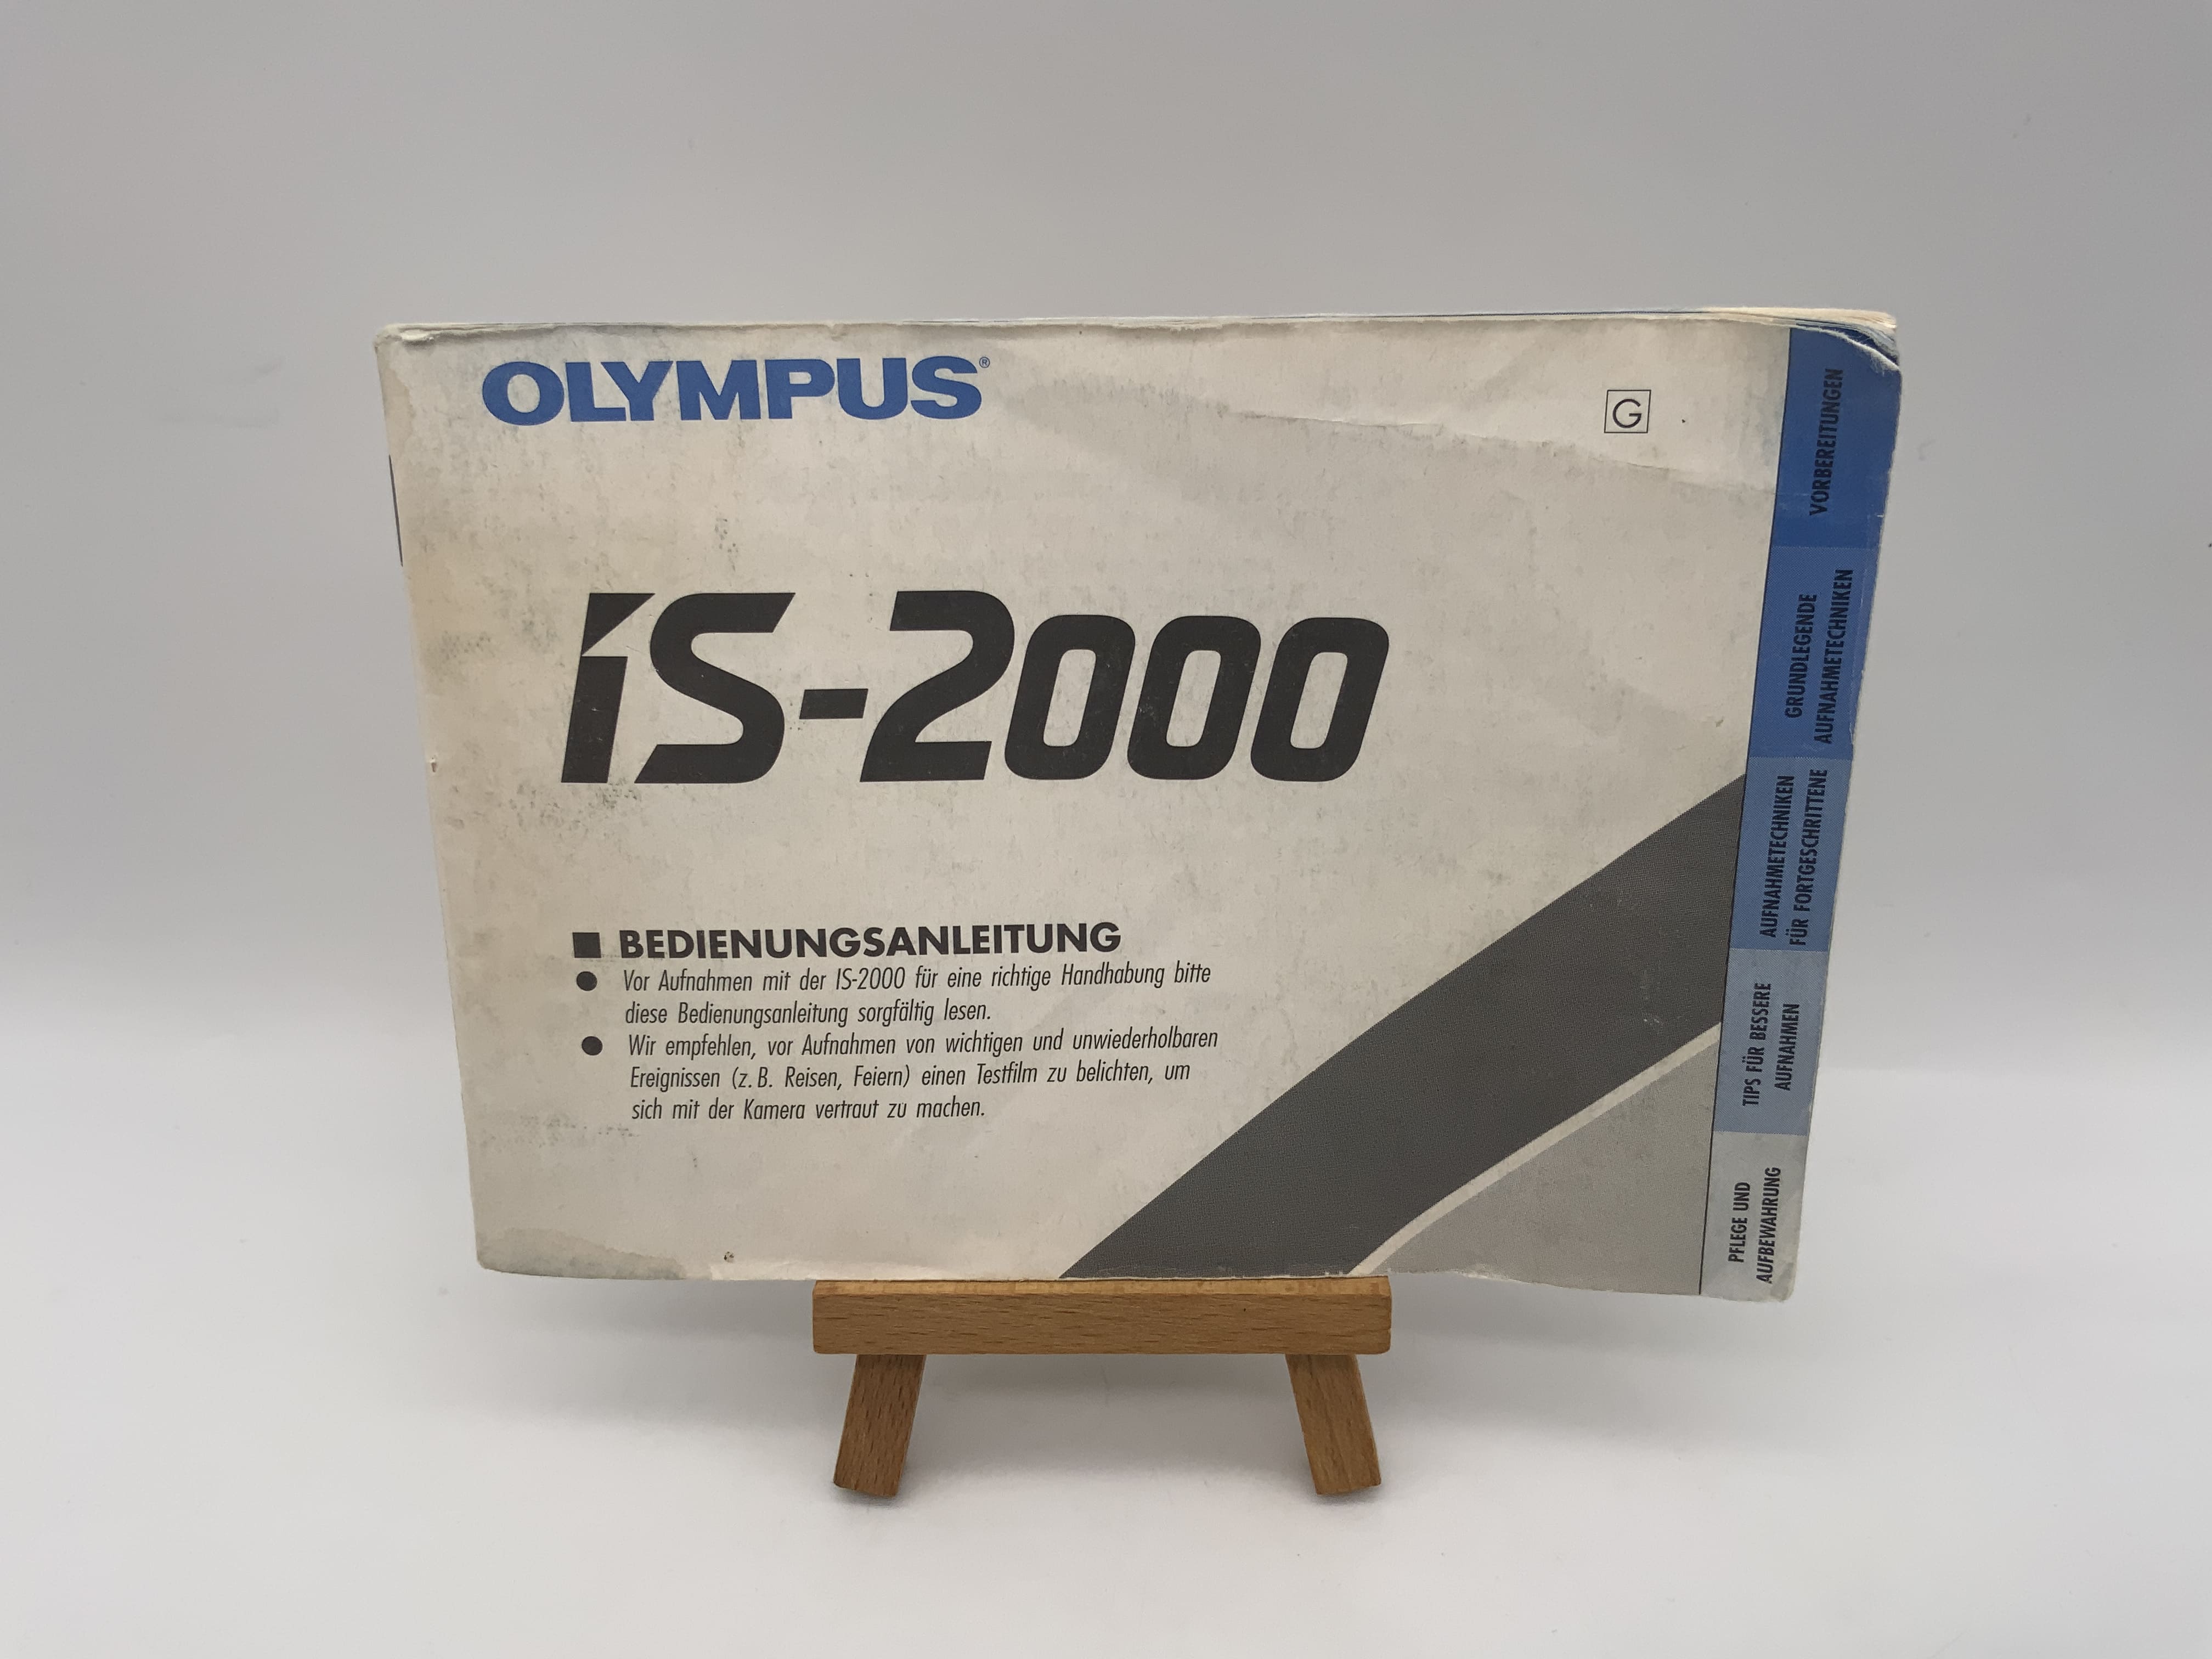 OLYMPUS®
G
IS-2000
■ BEDIENUNGSANLEITUNG
● Vor Aufnahmen mit der IS-2000 für eine richtige Handhabung bitte
diese Bedienungsanleitung sorgfältig lesen.
● Wir empfehlen, vor Aufnahmen von wichtigen und unwiederholbaren
Ereignissen (z. B. Reisen, Feiern) einen Testfilm zu belichten, um
sich mit der Kamera vertraut zu machen.
VORBEREITUNGEN
GRUNDLEGENDE
AUFNAHMETECHNIKEN
AUFNAHMETECHNIKEN
FÜR FORTGESCHRITTENE
TIPS FÜR BESSERE
AUFNAHMEN
PFLEGE UND
AUFBEWAHRUNG